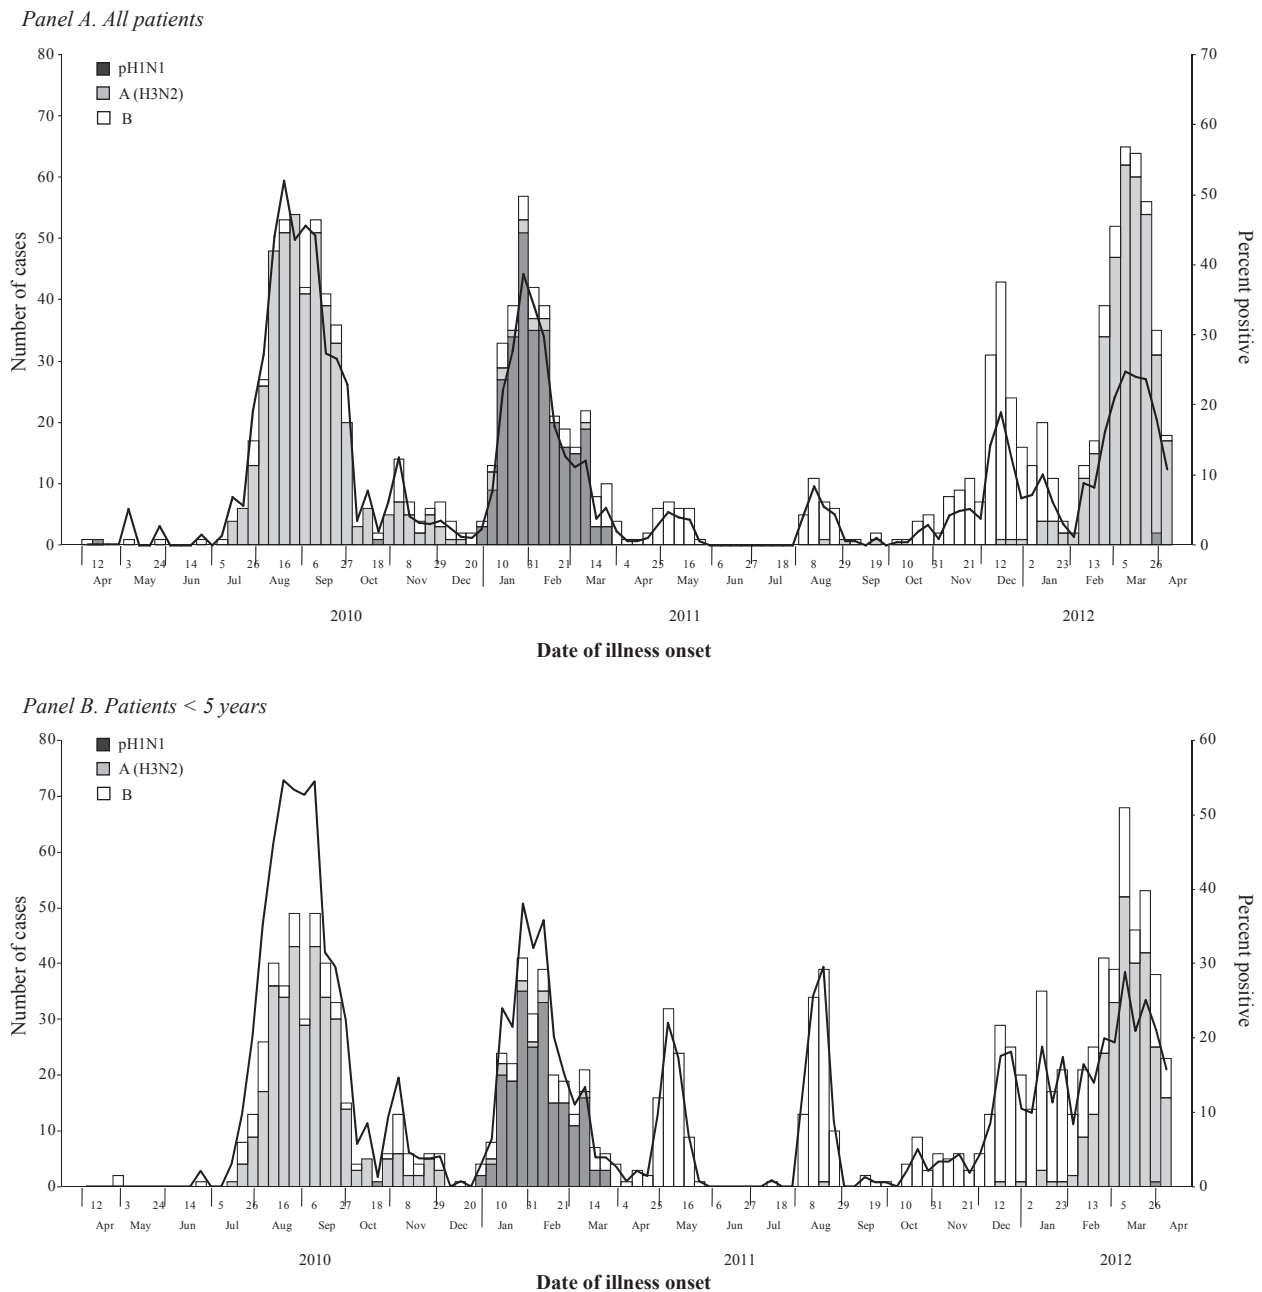 Panel A. All patients
80 70
pH1N1
A (H3N2)
B
70 60
60 50
50 40
40 30
30 20
20 10
10
0 0
Number of cases
Percent positive
12 3 24 14 5 26 16 6 27 18 8 29 20 10 31 21 14 4 25 16 6 27 18 8 29 19 10 31 21 12 2 23 13 5 26
Apr May Jun Jul Aug Sep Oct Nov Dec Jan Feb Mar Apr May Jun Jul Aug Sep Oct Nov Dec Jan Feb Mar Apr
2010 2011 2012
Date of illness onset
Panel B. Patients < 5 years
80 60
pH1N1
A (H3N2)
B
70 50
60 40
50 30
40 20
30 10
20
10
0 0
Number of cases
Percent positive
12 3 24 14 5 26 16 6 27 18 8 29 20 10 31 21 14 4 25 16 6 27 18 8 29 19 10 31 21 12 2 23 13 5 26
Apr May Jun Jul Aug Sep Oct Nov Dec Jan Feb Mar Apr May Jun Jul Aug Sep Oct Nov Dec Jan Feb Mar Apr
2010 2011 2012
Date of illness onset